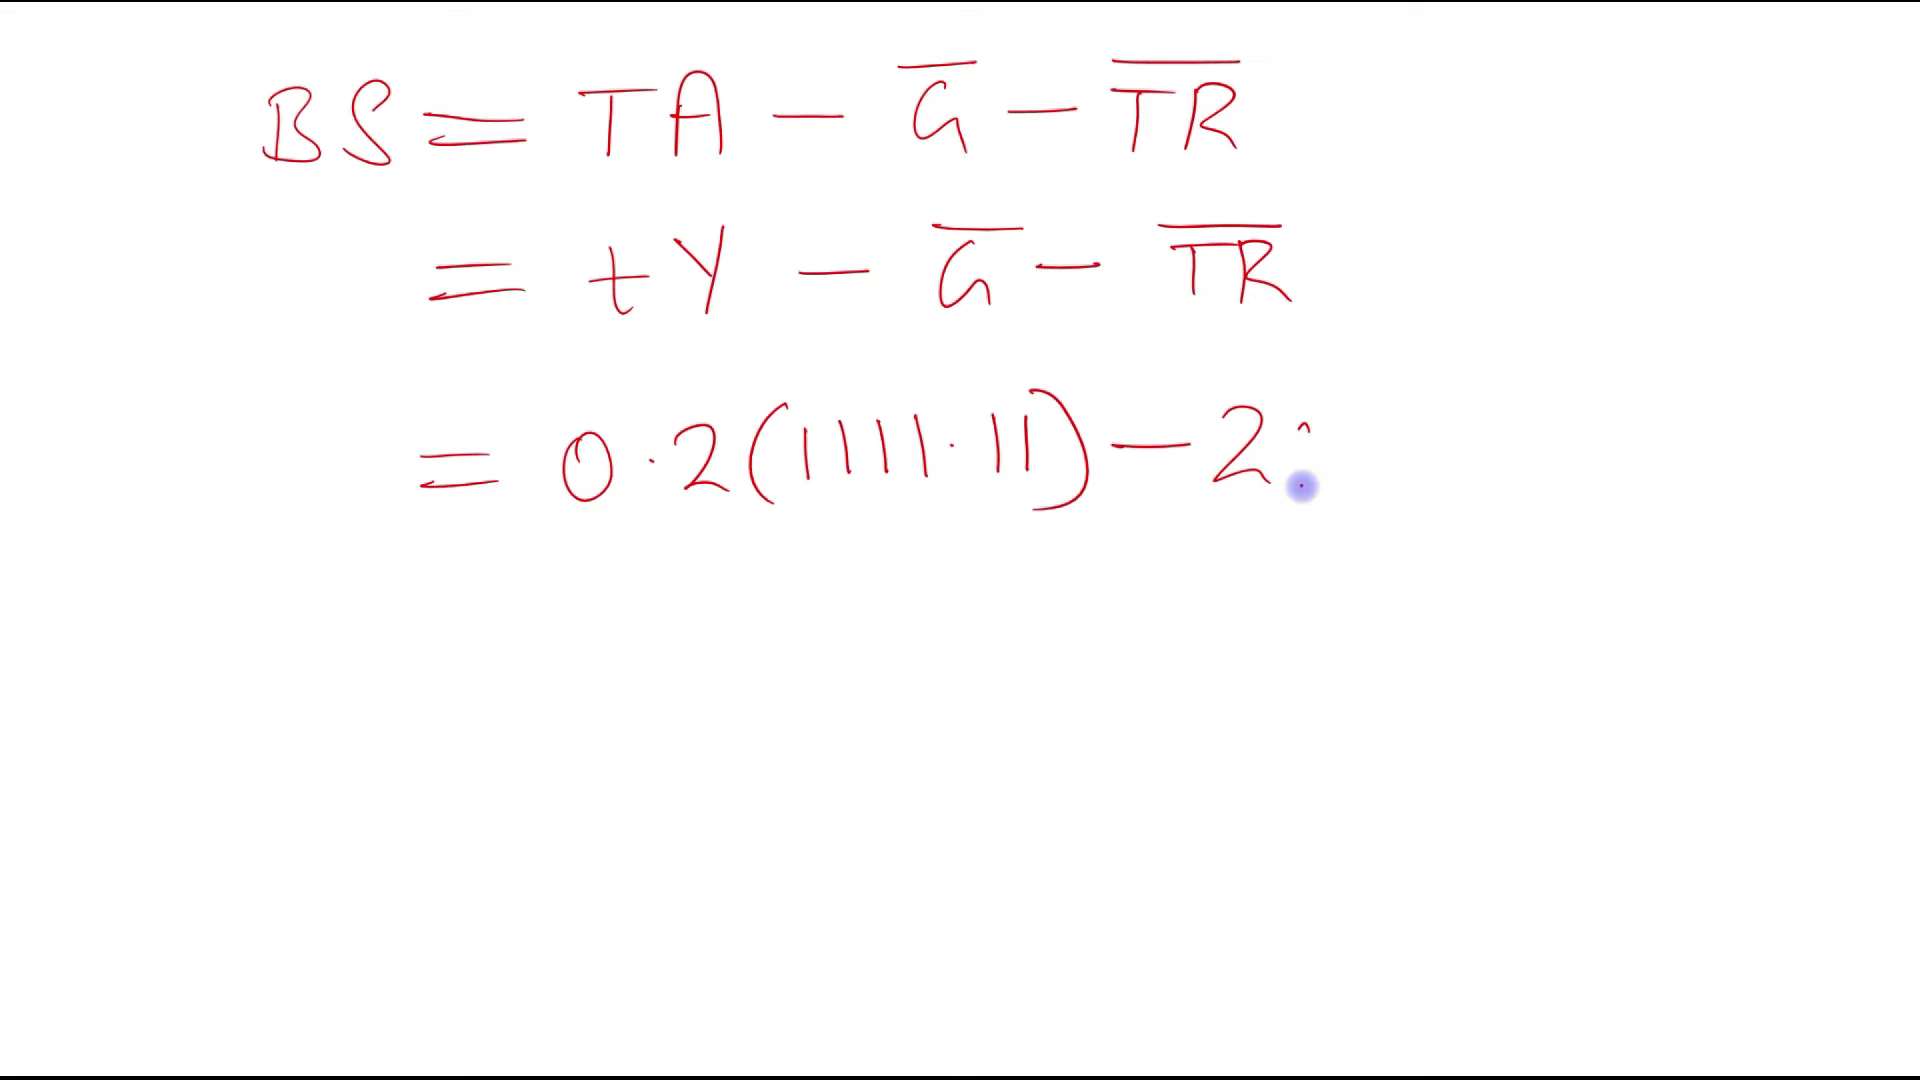 BS = TA - G̅ - T̅R̅
= tY - G̅ - T̅R̅
= 0.2(1111.11) - 2